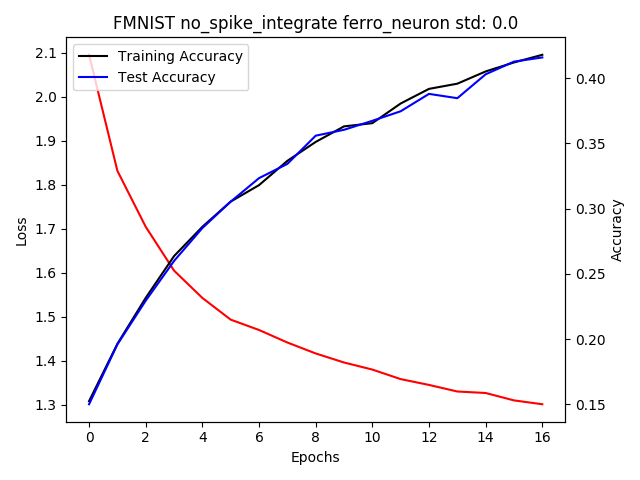 FMNIST no_spike_integrate ferro_neuron std: 0.0
Training Accuracy
Test Accuracy
2.1
2.0
1.9
1.8
1.7
1.6
1.5
1.4
1.3
Loss
0.40
0.35
0.30
0.25
0.20
0.15
Accuracy
0 2 4 6 8 10 12 14 16
Epochs